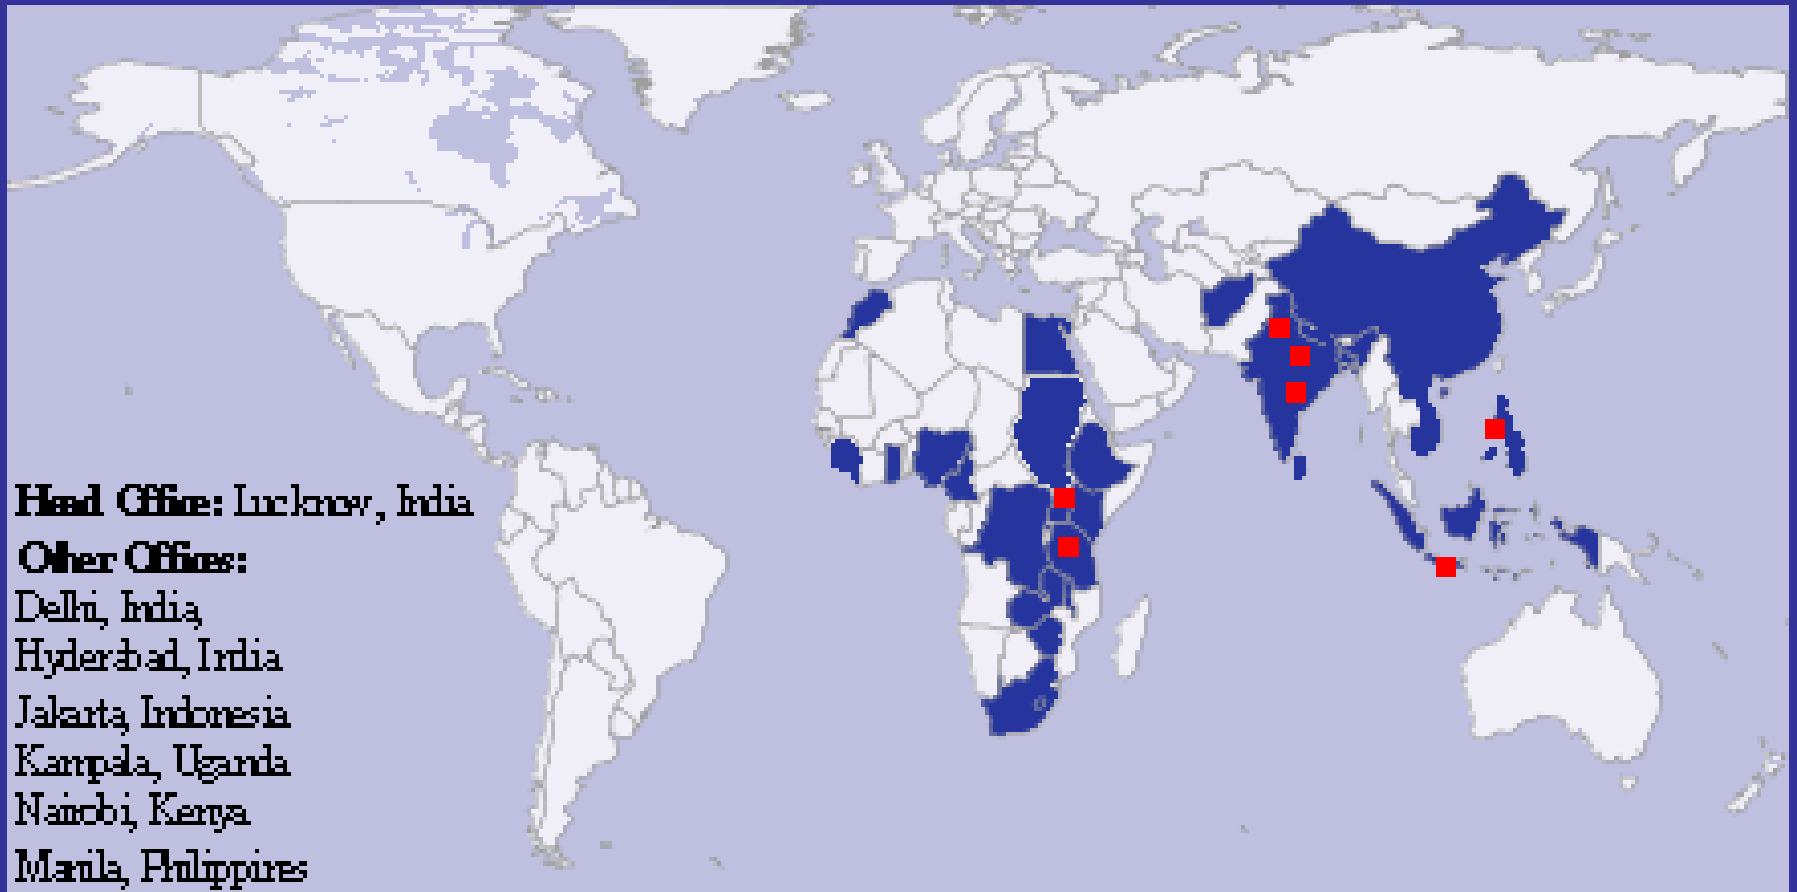 Head Office: Lucknow, India
Other Offices:
Delhi, India,
Hyderabad, India
Jakarta, Indonesia
Kampala, Uganda
Nairobi, Kenya
Manila, Philippines